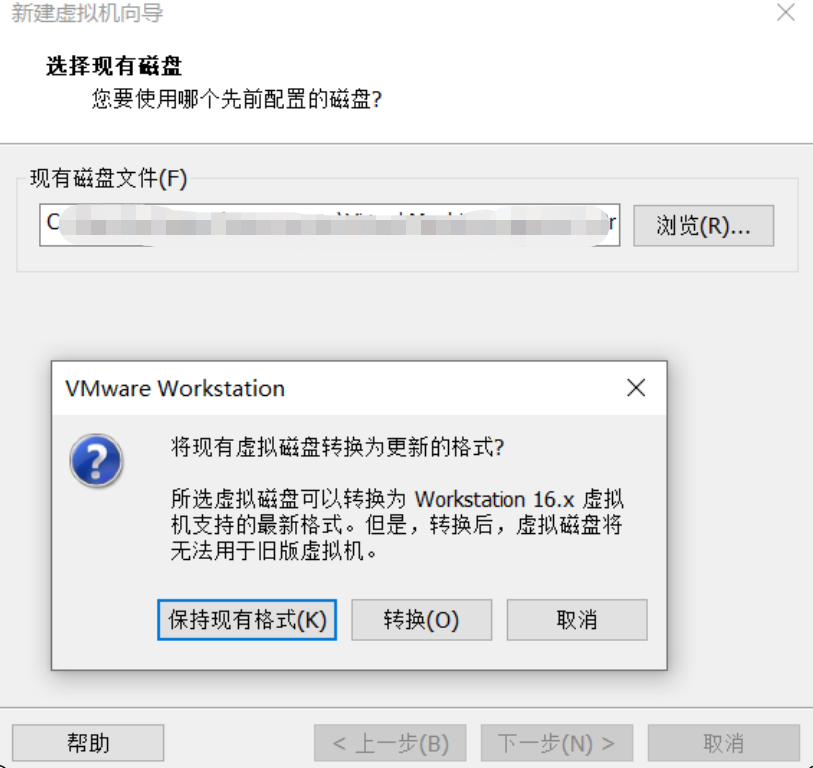 新建虚拟机向导
选择现有磁盘
您要使用哪个先前配置的磁盘?
现有磁盘文件(F)
浏览(R)...
VMware Workstation
将现有虚拟磁盘转换为更新的格式?
所选虚拟磁盘可以转换为 Workstation 16.x 虚拟
机支持的最新格式。但是，转换后，虚拟磁盘将
无法用于旧版虚拟机。
保持现有格式(K) 转换(O) 取消
帮助 < 上一步(B) 下一步(N) > 取消